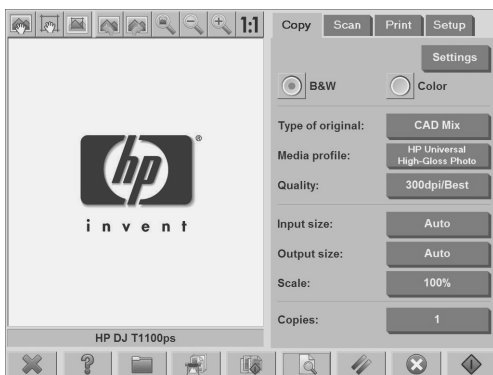 1:1
Copy Scan Print Setup
Settings
B&W Color
Type of original: CAD Mix
Media profile: HP Universal
High-Gloss Photo
Quality: 300dpi/Best
Input size: Auto
Output size: Auto
Scale: 100%
Copies: 1
hp ®
invent
HP DJ T1100ps
?